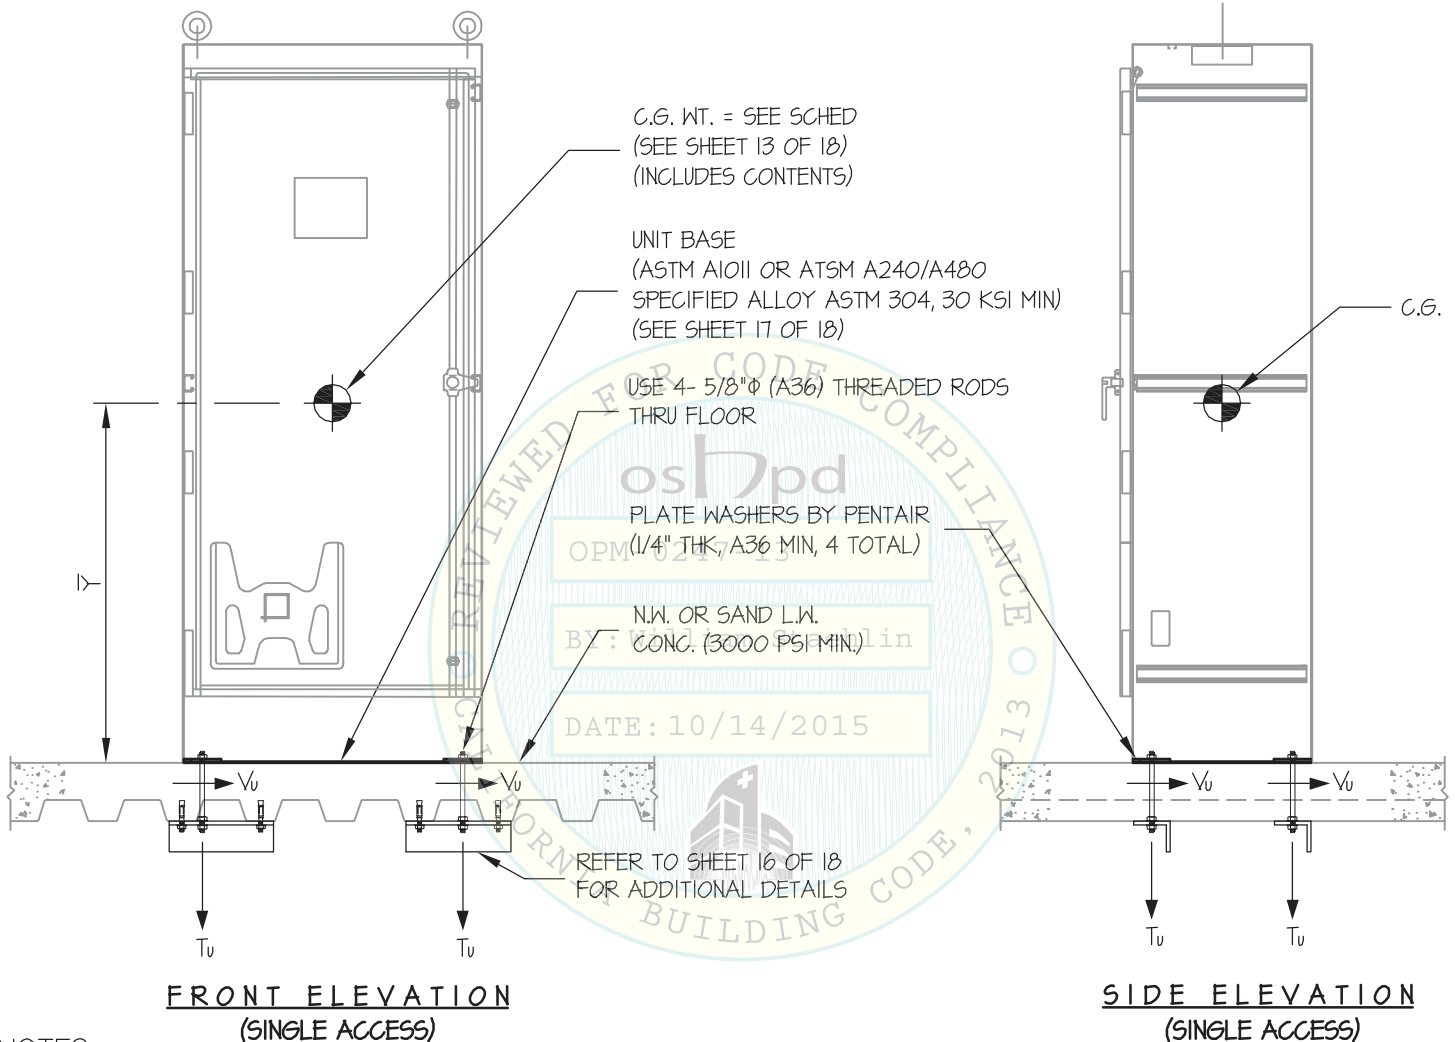 C.G. WT. = SEE SCHED
(SEE SHEET 13 OF 18)
(INCLUDES CONTENTS)
UNIT BASE
(ASTM A1011 OR ATSM A240/A480
SPECIFIED ALLOY ASTM 304, 30 KSI MIN)
(SEE SHEET 17 OF 18)
C.G.
USE 4- 5/8"Φ (A36) THREADED RODS
THRU FLOOR
PLATE WASHERS BY PENTAIR
(1/4" THK, A36 MIN, 4 TOTAL)
N.W. OR SAND L.W.
CONC. (3000 PSI MIN.)
Y
REVIEWED FOR CODE COMPLIANCE
oshpd
OPM-0247-13
BY: William Staehlin
DATE: 10/14/2015
CALIFORNIA BUILDING CODE, 2013
Vu
Vu
Vu
Vu
REFER TO SHEET 16 OF 18
FOR ADDITIONAL DETAILS
Tu
Tu
Tu
Tu
FRONT ELEVATION
(SINGLE ACCESS)
SIDE ELEVATION
(SINGLE ACCESS)